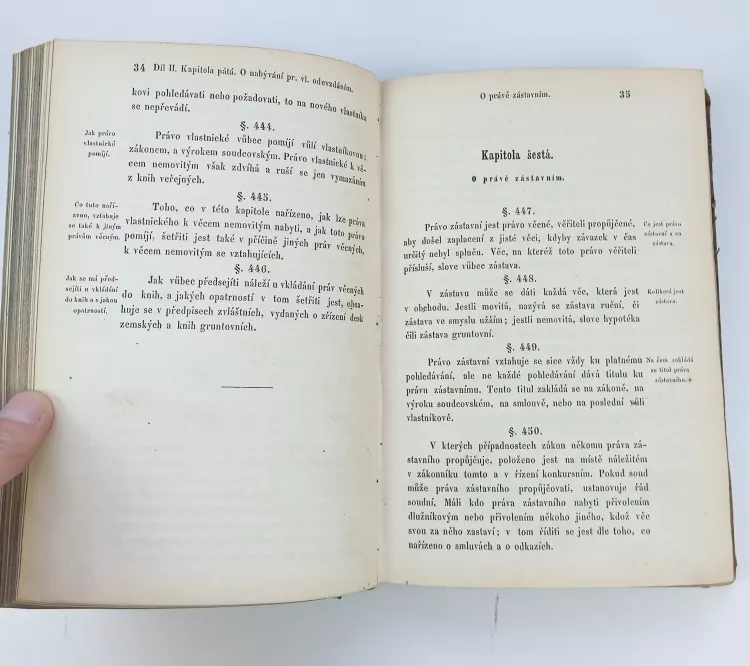 34 Díl II. Kapitola pátá. O nabývání pr. vl. odevzdáním.
kovi pohledávati nebo požadovati, to na nového vlastníka
se nepřevádí.
§. 444.
Jak právo
vlastnické
pomíjí.
Právo vlastnické vůbec pomíjí vůlí vlastníkovou;
zákonem, a výrokem soudcovským. Právo vlastnické k vě-
cem nemovitým však zdvihá a ruší se jen vymazáním
z knih veřejných.
§. 445.
Co tuto naří-
zeno, vztahuje
se také k jiným
právům věcným.
Toho, co v této kapitole nařízeno, jak lze práva
vlastnického k věcem nemovitým nabyti, a jak toto právo
pomíjí, šetřiti jest také v příčině jiných práv věcných,
k věcem nemovitým se vztahujících.
§. 446.
Jak se má před-
sejíti u vkládání
do knih a s jakou
opatrností.
Jak vůbec předsejíti náleží u vkládání práv věcných
do knih, a jakých opatrností v tom šetřiti jest, obsa-
huje se v předpisech zvláštních, vydaných o zřízení desk
zemských a knih gruntovních.
O právě zástavním. 35
Kapitola šestá.
O právě zástavním.
§. 447.
Právo zástavní jest právo věcné, věřiteli propůjčené,
aby došel zaplacení z jisté věci, kdyby závazek v čas
určitý nebyl splněn. Věc, na kteréž toto právo věřiteli
přísluší, slove vůbec zástava.
Co jest právo
zástavní a co
zástava.
§. 448.
V zástavu může se dáti každá věc, která jest
v obchodu. Jestli movitá, nazývá se zástava ruční, či
zástava ve smyslu užším; jestli nemovitá, slove hypotéka
čili zástava gruntovní.
Kolikerá jest
zástava.
§. 449.
Právo zástavní vztahuje se sice vždy ku platnému
pohledávání, ale ne každé pohledávání dává titulu ku
právu zástavnímu. Tento titul zakládá se na zákoně, na
výroku soudcovském, na smlouvě, nebo na poslední vůli
vlastníkově.
Na čem zakládá
se titul práva
zástavního.
§. 450.
V kterých případnostech zákon někomu práva zá-
stavního propůjčuje, položeno jest na místě náležitém
v zákonníku tomto a v řízení konkursním. Pokud soud
může práva zástavního propůjčovati, ustanovuje řád
soudní. Máli kdo práva zástavního nabyti přivolením
dlužníkovým nebo přivolením někoho jiného, kdož věc
svou za něho zastaví; v tom říditi se jest dle toho, co
nařízeno o smlouvách a o odkazích.